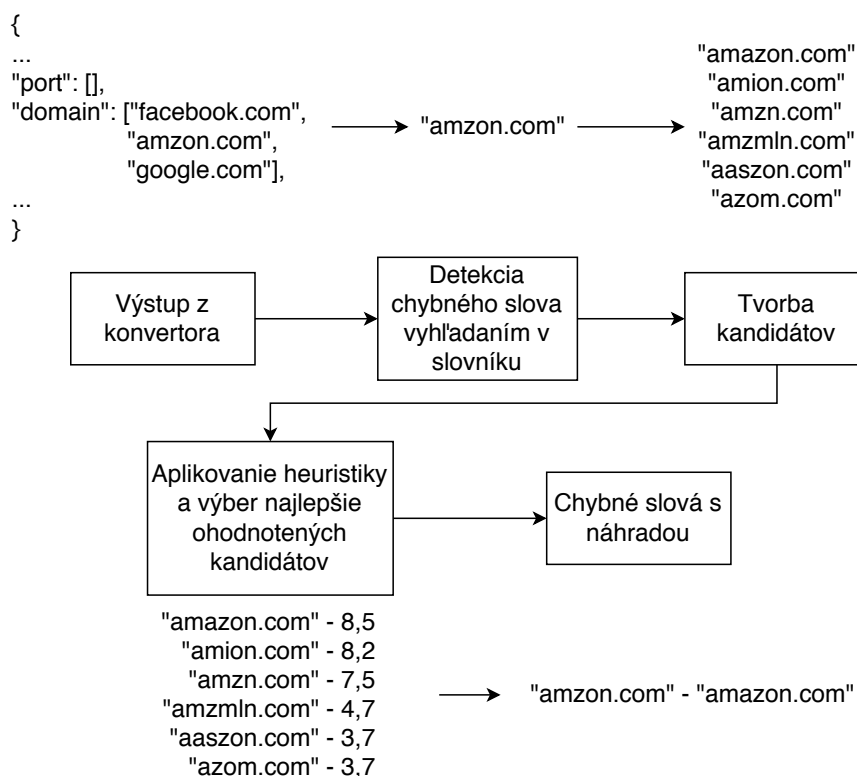 {
...
"port": [],
"domain": ["facebook.com",
"amzon.com",
"google.com"],
...
}
"amzon.com"
"amazon.com"
"amion.com"
"amzn.com"
"amzmln.com"
"aaszon.com"
"azom.com"
Výstup z
konvertora
Detekcia
chybného slova
vyhľadaním v
slovníku
Tvorba
kandidátov
Aplikovanie heuristiky
a výber najlepšie
ohodnotených
kandidátov
Chybné slová s
náhradou
"amazon.com" - 8,5
"amion.com" - 8,2
"amzn.com" - 7,5
"amzmln.com" - 4,7
"aaszon.com" - 3,7
"azom.com" - 3,7
"amzon.com" - "amazon.com"